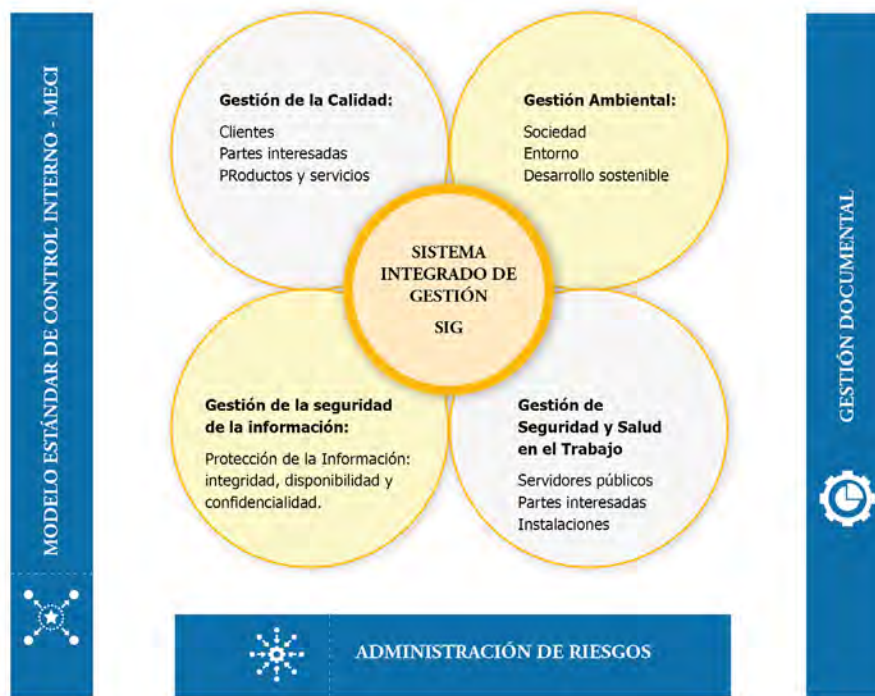 MODELO ESTÁNDAR DE CONTROL INTERNO - MECI
Gestión de la Calidad:
Clientes
Partes interesadas
PRoductos y servicios
Gestión Ambiental:
Sociedad
Entorno
Desarrollo sostenible
SISTEMA
INTEGRADO DE
GESTIÓN
SIG
Gestión de la seguridad
de la información:
Protección de la Información:
integridad, disponibilidad y
confidencialidad.
Gestión de
Seguridad y Salud
en el Trabajo
Servidores públicos
Partes interesadas
Instalaciones
GESTIÓN DOCUMENTAL
ADMINISTRACIÓN DE RIESGOS